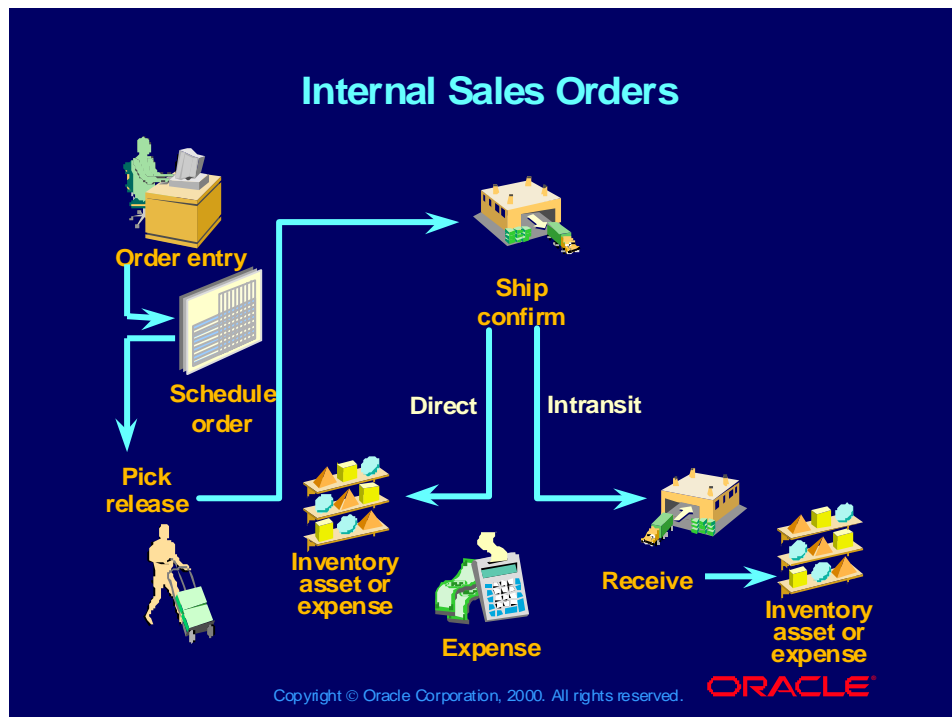 Internal Sales Orders
Order entry
Schedule
order
Pick
release
Ship
confirm
Direct
Intransit
Inventory
asset or
expense
Expense
Receive
Inventory
asset or
expense
Copyright © Oracle Corporation, 2000. All rights reserved.
ORACLE®